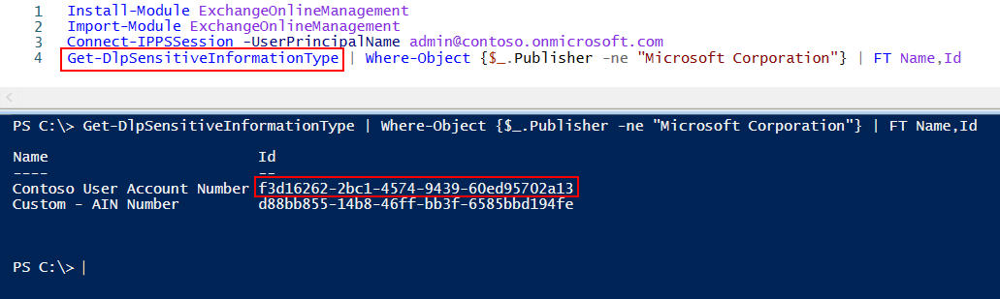 1 Install-Module ExchangeOnlineManagement
2 Import-Module ExchangeOnlineManagement
3 Connect-IPPSSession -UserPrincipalName admin@contoso.onmicrosoft.com
4 Get-DlpSensitiveInformationType | Where-Object {$_.Publisher -ne "Microsoft Corporation"} | FT Name,Id
PS C:\> Get-DlpSensitiveInformationType | Where-Object {$_.Publisher -ne "Microsoft Corporation"} | FT Name,Id
Name Id
---- --
Contoso User Account Number f3d16262-2bc1-4574-9439-60ed95702a13
Custom - AIN Number d88bb855-14b8-46ff-bb3f-6585bbd194fe
PS C:\>